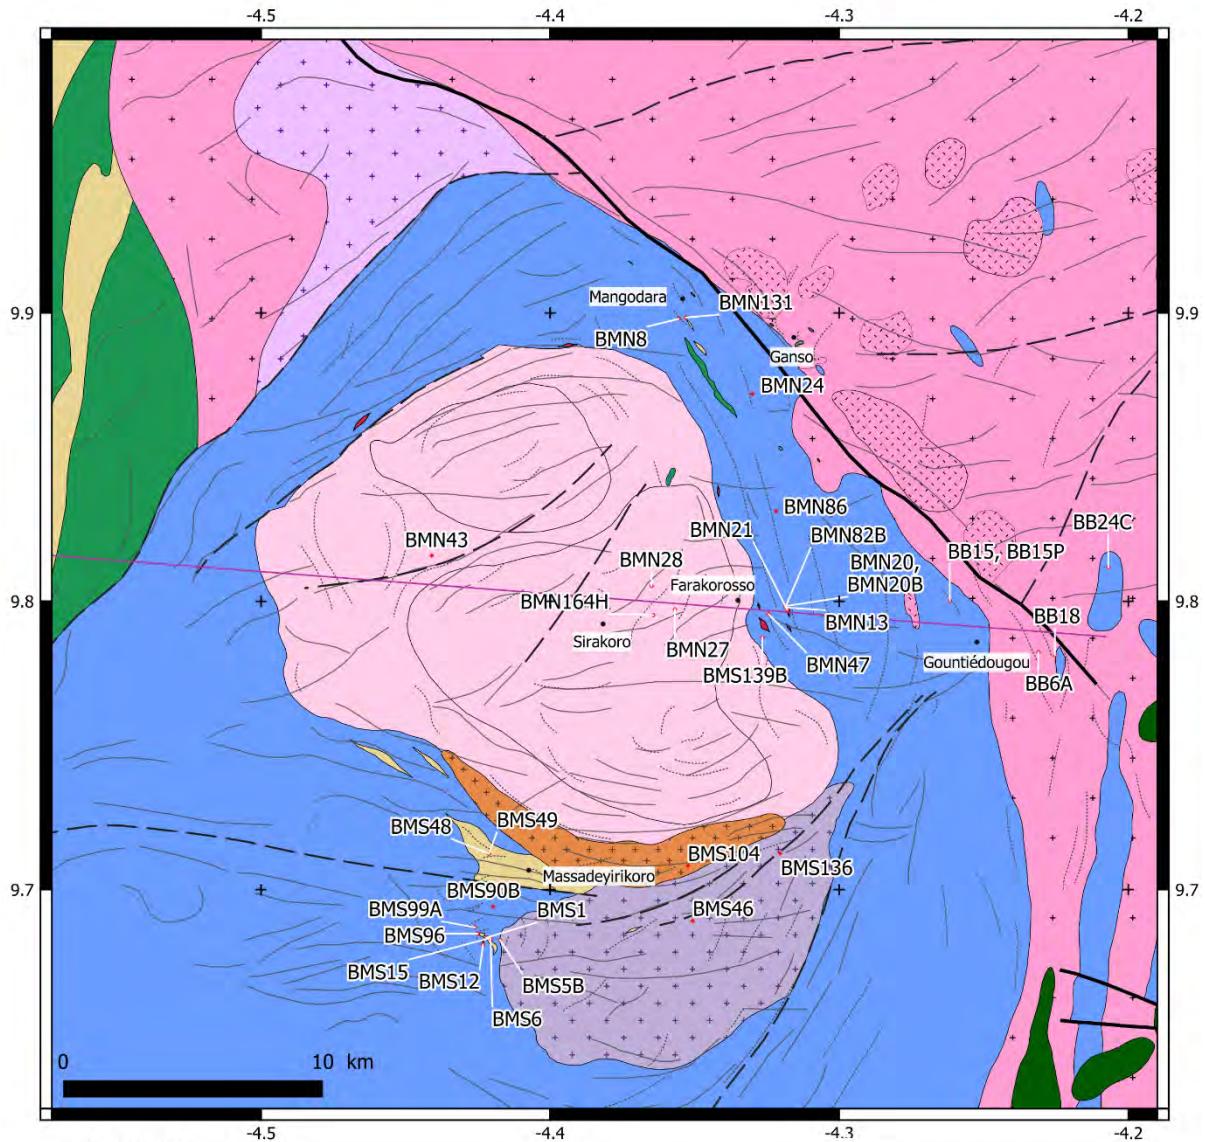 -4.5 -4.4 -4.3 -4.2
Mangodara
BMN131
9.9 9.9
BMN8
Ganso
BMN24
BMN86
BMN21
BMN82B
BB24C
BMN43
BMN28
BMN20,
BMN20B
BB15, BB15P
Farakorosso
9.8 9.8
BMN164H
BB18
BMN13
Sirakoro
BMN27
BMN47
Gountiédougou
BMS139B
BB6A
BMS49
BMS48
BMS104
BMS136
Massadeyirikoro
9.7 9.7
BMS90B
BMS99A
BMS1
BMS46
BMS96
BMS15
BMS12
BMS5B
BMS6
0 10 km
-4.5 -4.4 -4.3 -4.2